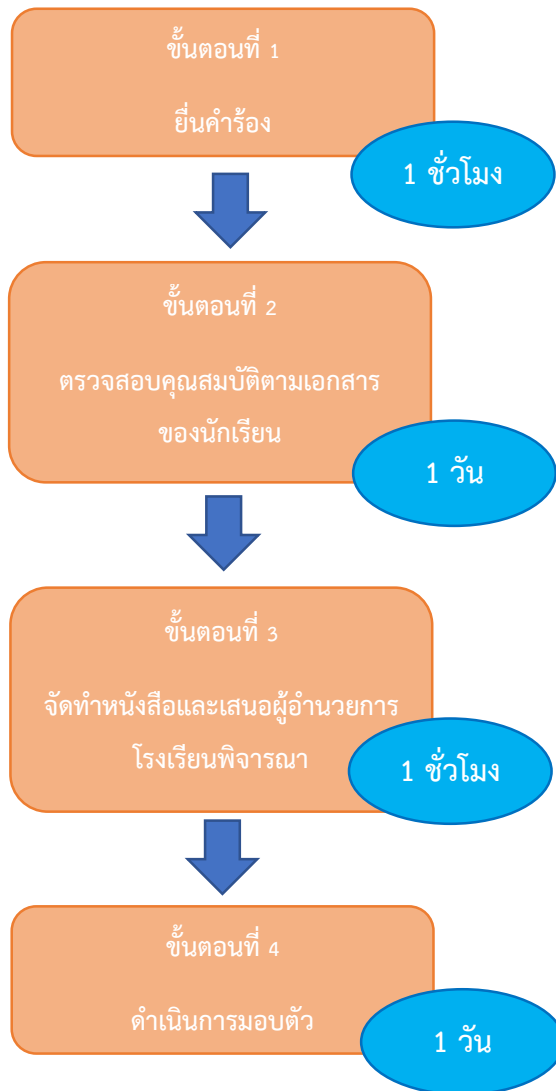 ขั้นตอนที่ 1
ยื่นคำร้อง
1 ชั่วโมง
ขั้นตอนที่ 2
ตรวจสอบคุณสมบัติตามเอกสาร
ของนักเรียน
1 วัน
ขั้นตอนที่ 3
จัดทำหนังสือและเสนอผู้อำนวยการ
โรงเรียนพิจารณา
1 ชั่วโมง
ขั้นตอนที่ 4
ดำเนินการมอบตัว
1 วัน